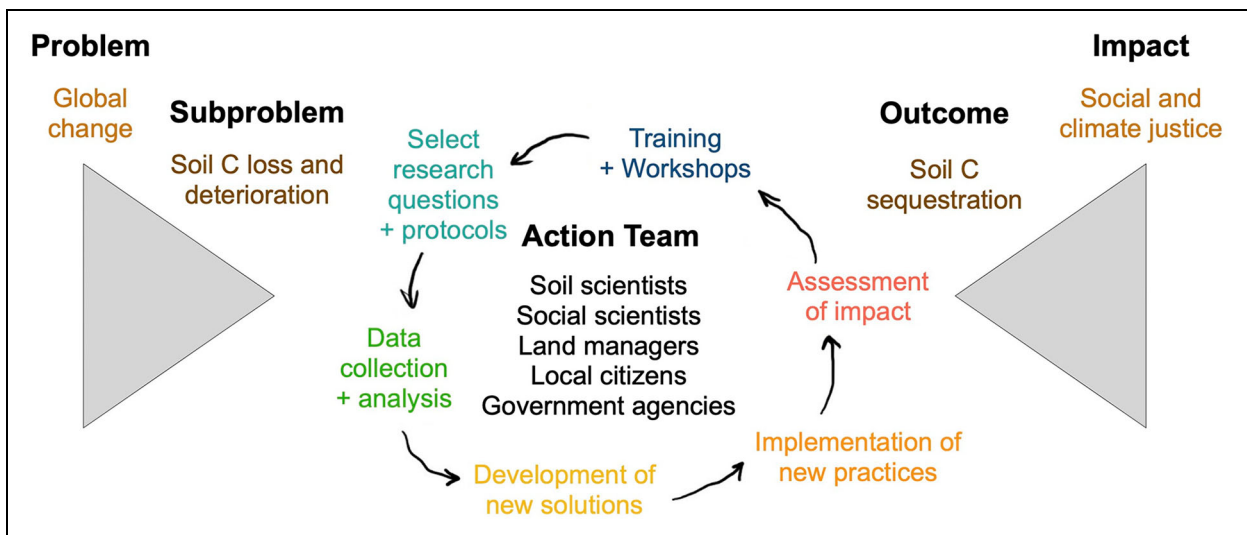 Problem
Global
change
Subproblem
Soil C loss and
deterioration
Select
research
questions
+ protocols
Training
+ Workshops
Action Team
Soil scientists
Social scientists
Land managers
Local citizens
Government agencies
Data
collection
+ analysis
Development of
new solutions
Implementation of
new practices
Assessment
of impact
Outcome
Soil C
sequestration
Impact
Social and
climate justice